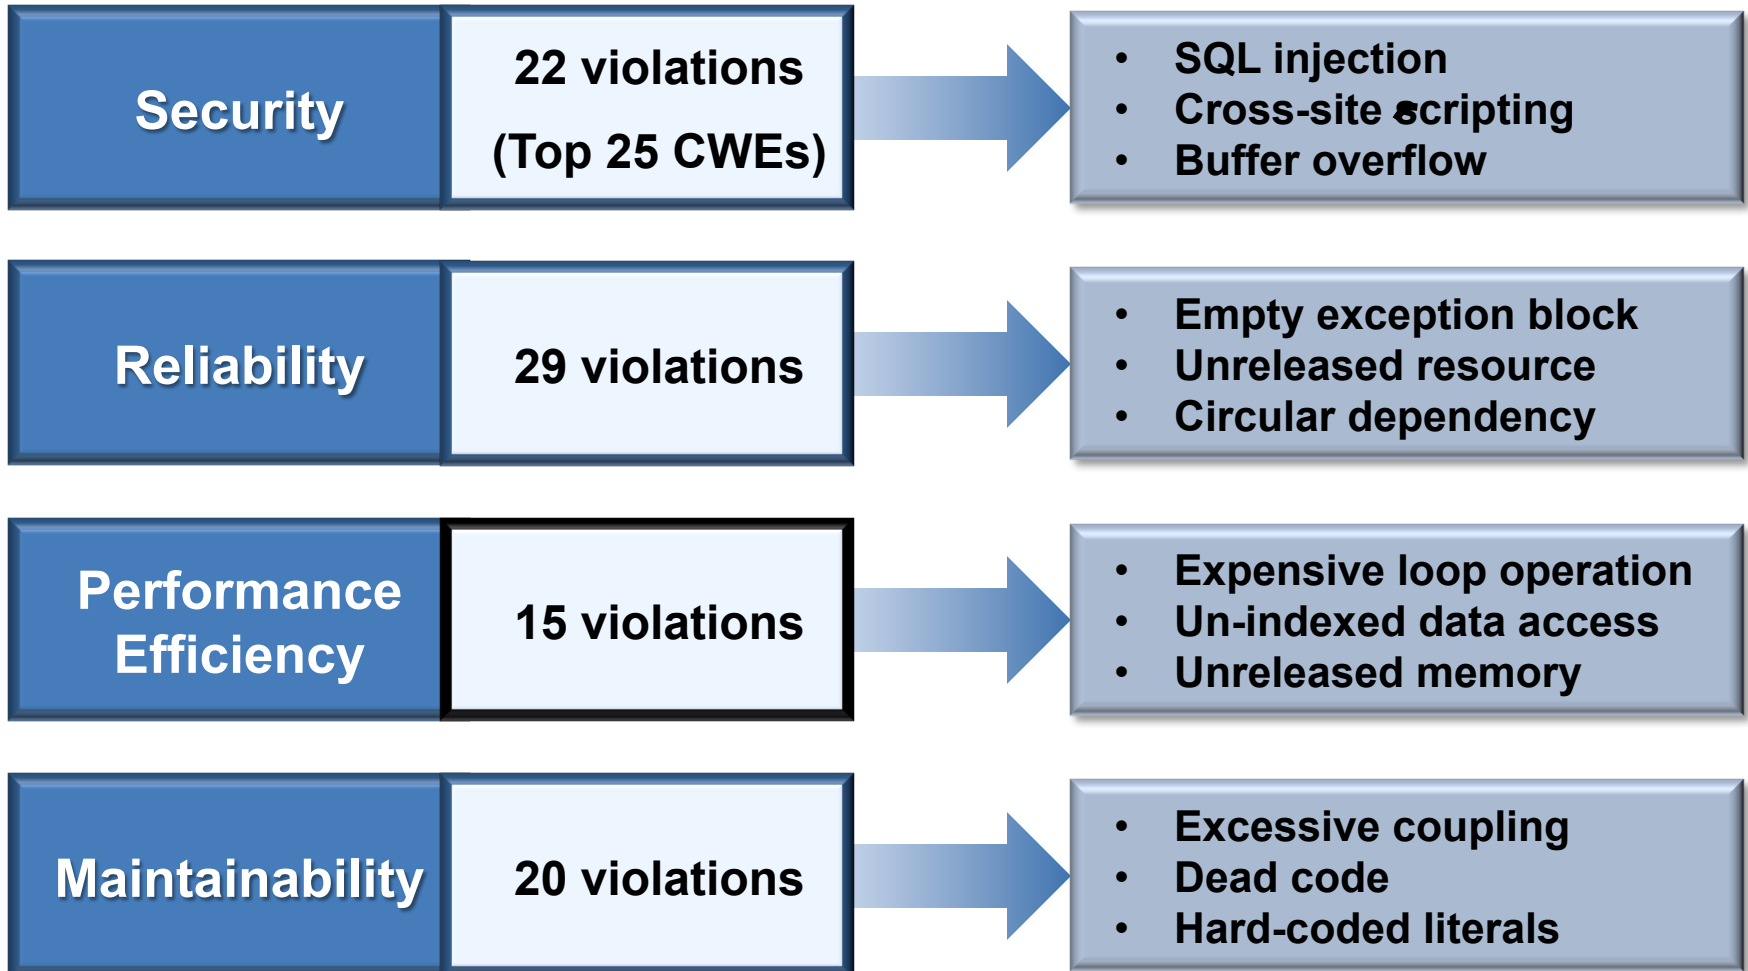 Security
22 violations
(Top 25 CWEs)
• SQL injection
• Cross-site scripting
• Buffer overflow
Reliability
29 violations
• Empty exception block
• Unreleased resource
• Circular dependency
Performance
Efficiency
15 violations
• Expensive loop operation
• Un-indexed data access
• Unreleased memory
Maintainability
20 violations
• Excessive coupling
• Dead code
• Hard-coded literals